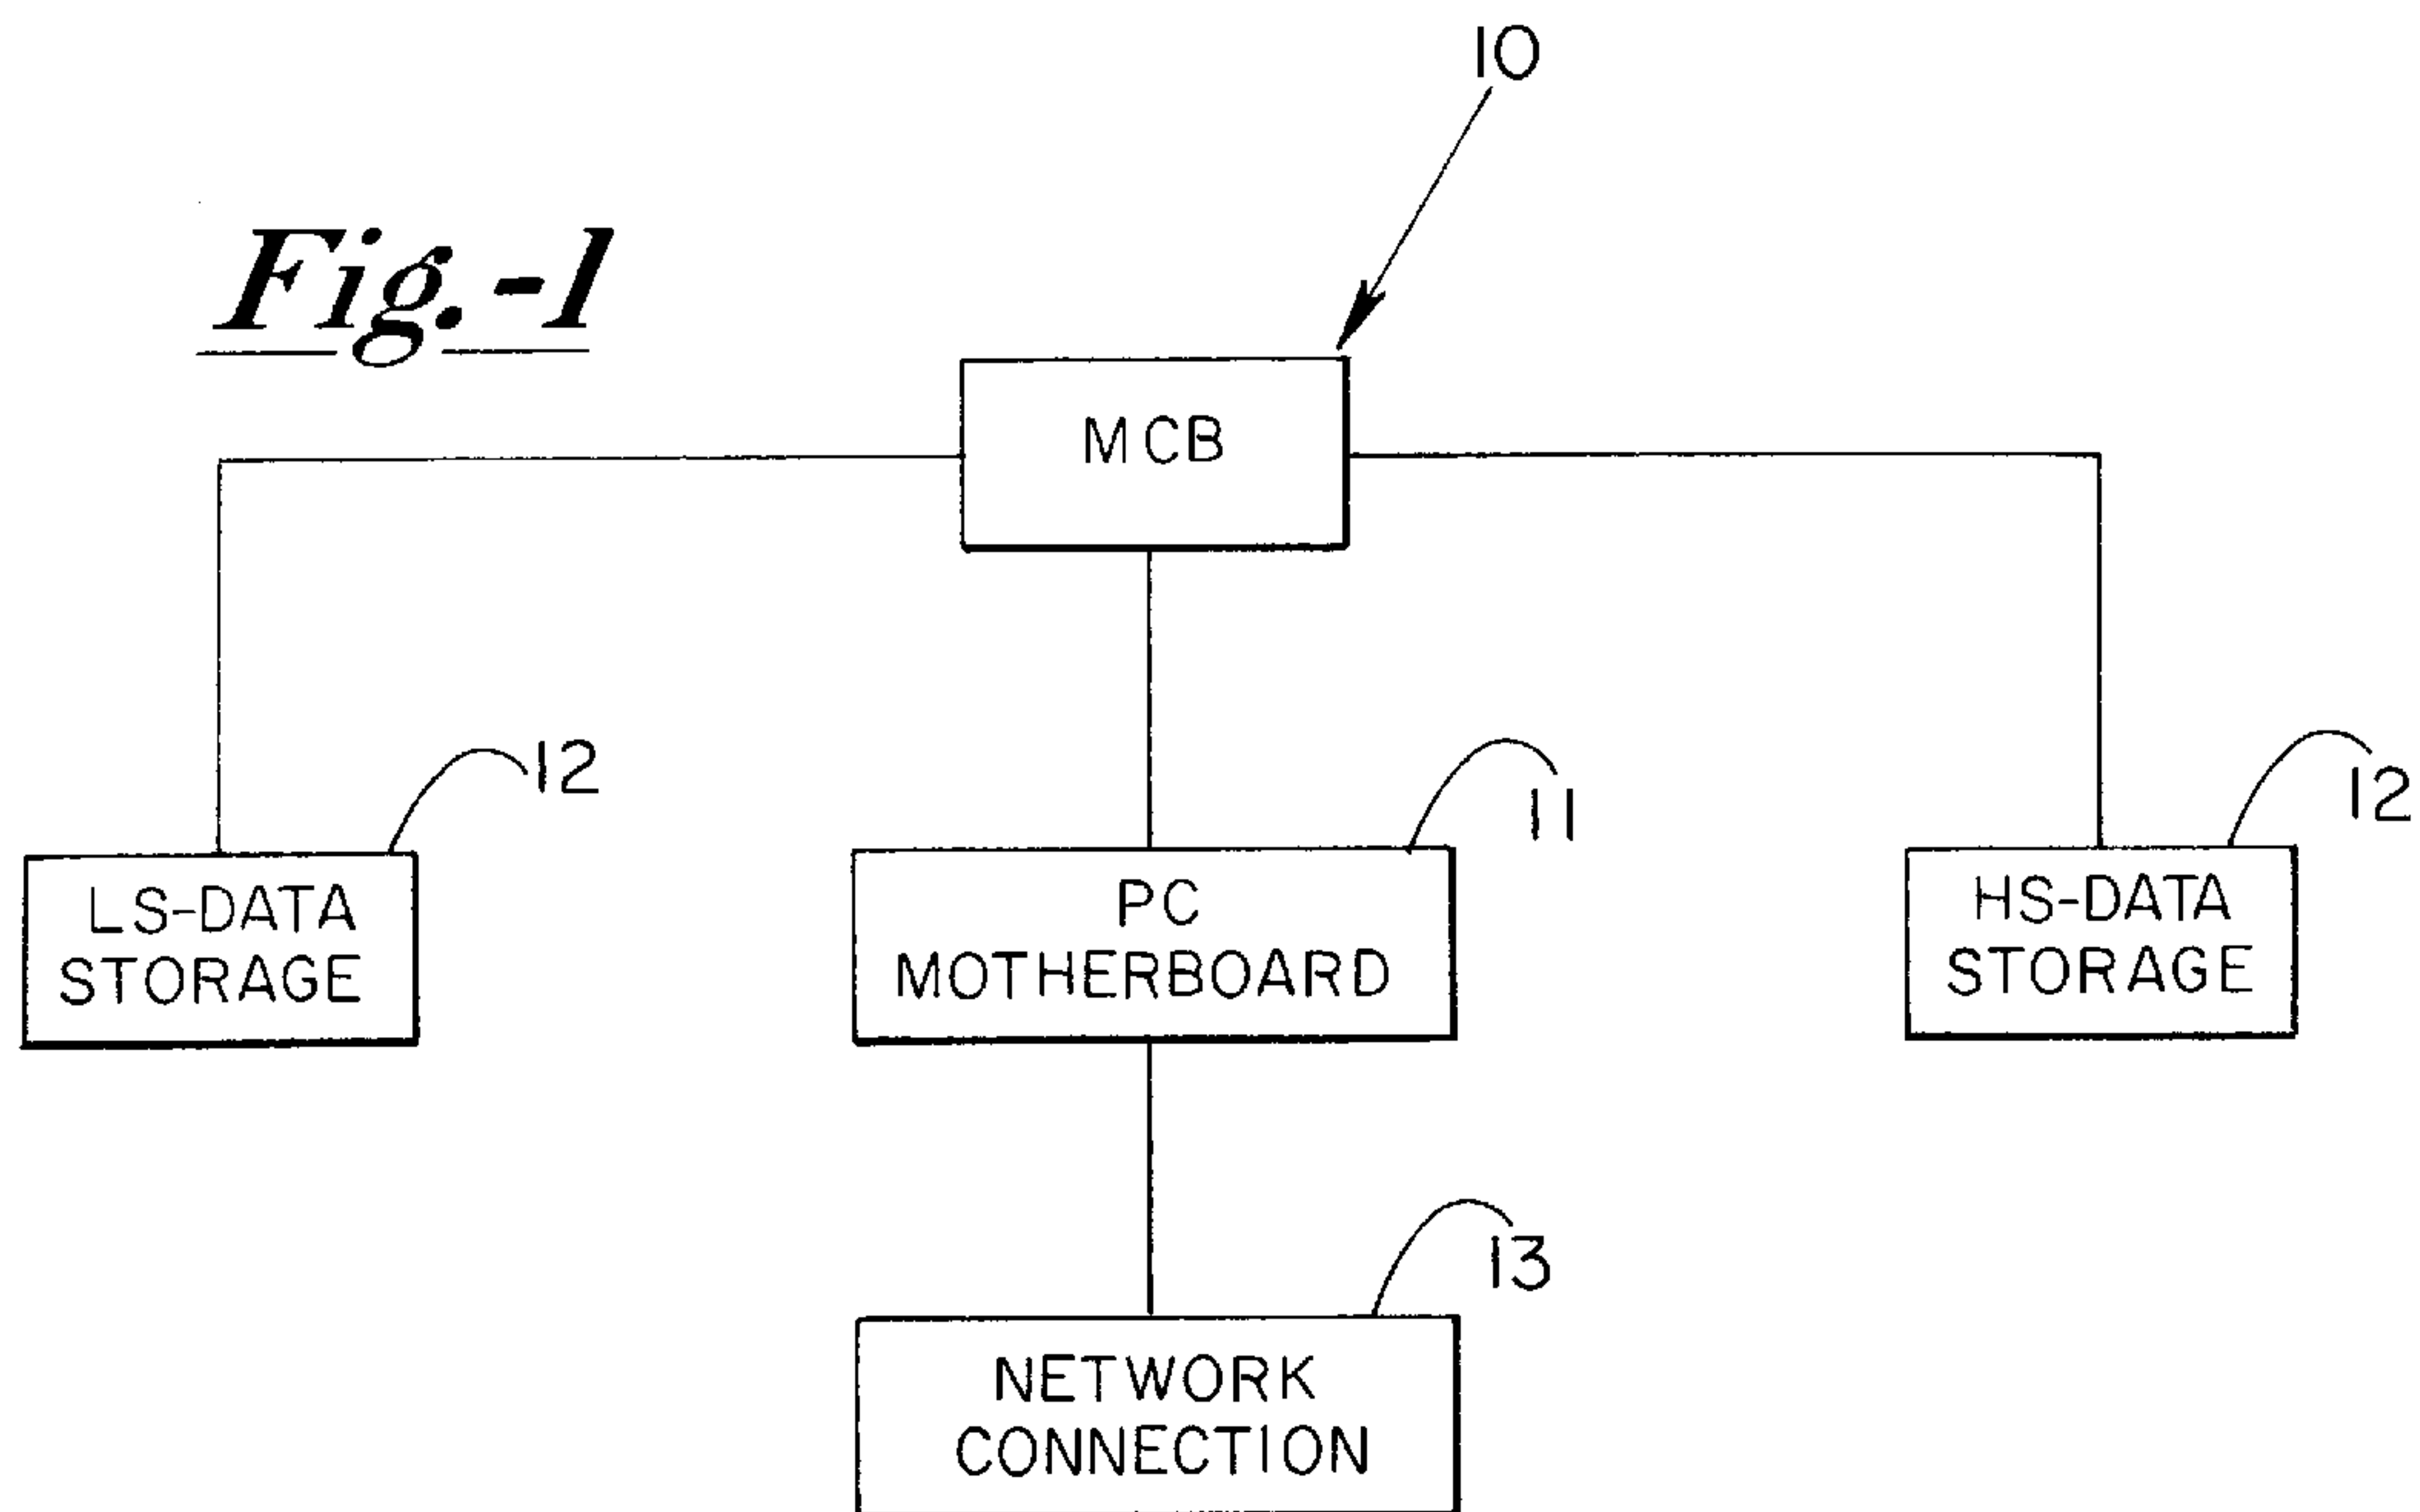 10
Fig.-1
MCB
12
11
12
LS-DATA
STORAGE
PC
MOTHERBOARD
HS-DATA
STORAGE
13
NETWORK
CONNECTION